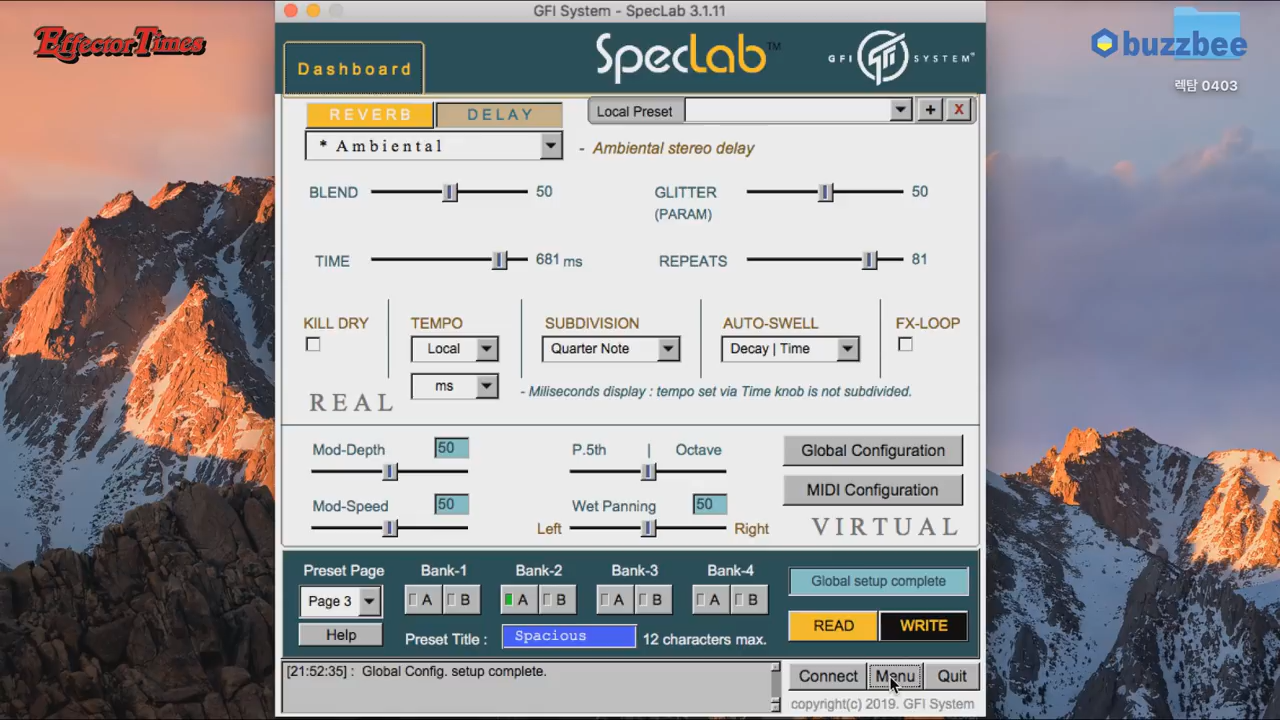 GFI System - SpecLab 3.1.11
EffectorTimes
buzzbee
렉탐 0403
Dashboard
SpecLab™
GFI SYSTEM
REVERB
DELAY
Local Preset
+
X
* Ambiental
- Ambiental stereo delay
BLEND
50
GLITTER
50
(PARAM)
TIME
681 ms
REPEATS
81
KILL DRY
TEMPO
SUBDIVISION
AUTO-SWELL
FX-LOOP
Local
Quarter Note
Decay | Time
ms
- Miliseconds display : tempo set via Time knob is not subdivided.
REAL
Mod-Depth
50
P.5th | Octave
Global Configuration
MIDI Configuration
Mod-Speed
50
Wet Panning
50
Left
Right
VIRTUAL
Preset Page
Bank-1
Bank-2
Bank-3
Bank-4
Global setup complete
Page 3
A B
A B
A B
A B
READ
WRITE
Help
Preset Title :
Spacious
12 characters max.
[21:52:35] : Global Config. setup complete.
Connect
Menu
Quit
copyright(c) 2019. GFI System